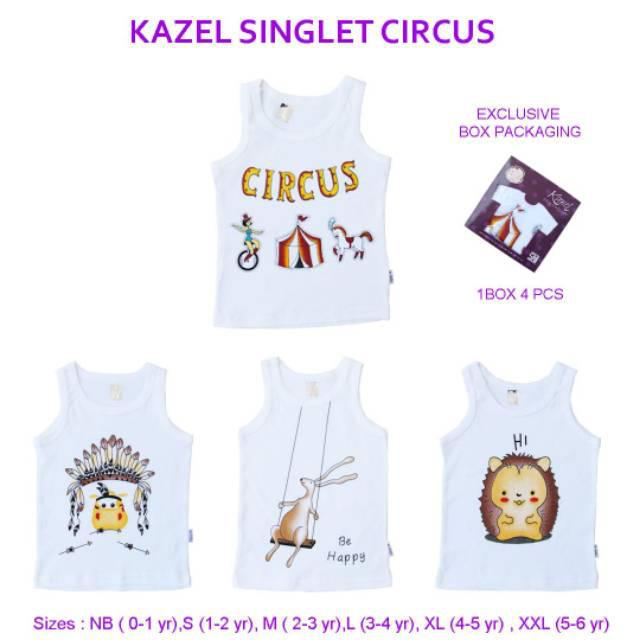 KAZEL SINGLET CIRCUS
EXCLUSIVE
BOX PACKAGING
CIRCUS
Kazel
1BOX 4 PCS
Be
Happy
HI
Sizes : NB ( 0-1 yr),S (1-2 yr), M ( 2-3 yr),L (3-4 yr), XL (4-5 yr) , XXL (5-6 yr)